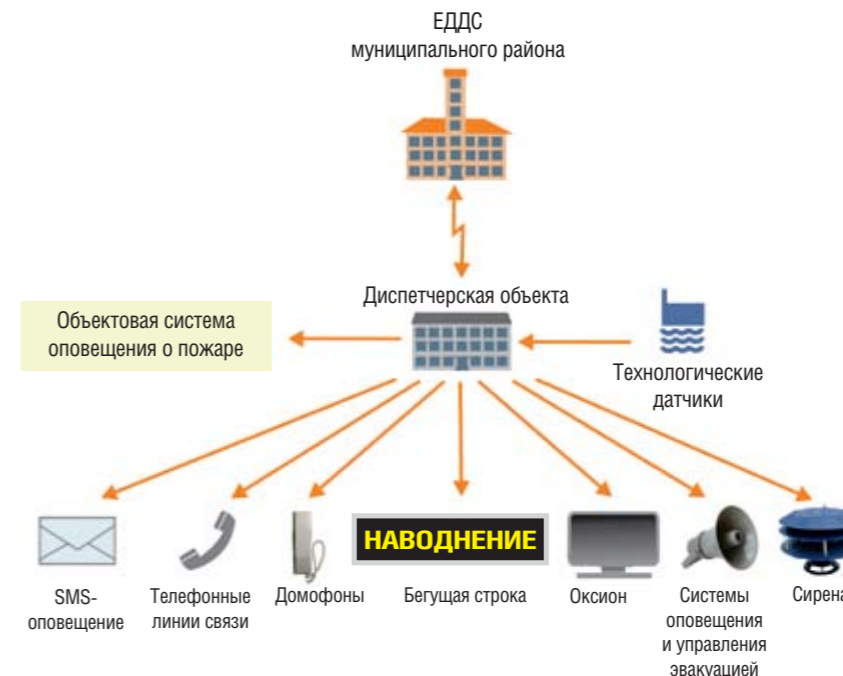 ЕДДС
муниципального района
Диспетчерская объекта
Объектовая система
оповещения о пожаре
Технологические
датчики
НАВОДНЕНИЕ
SMS-
оповещение
Телефонные
линии связи
Домофоны
Бегущая строка
Оксион
Системы
оповещения
и управления
эвакуацией
Сирена